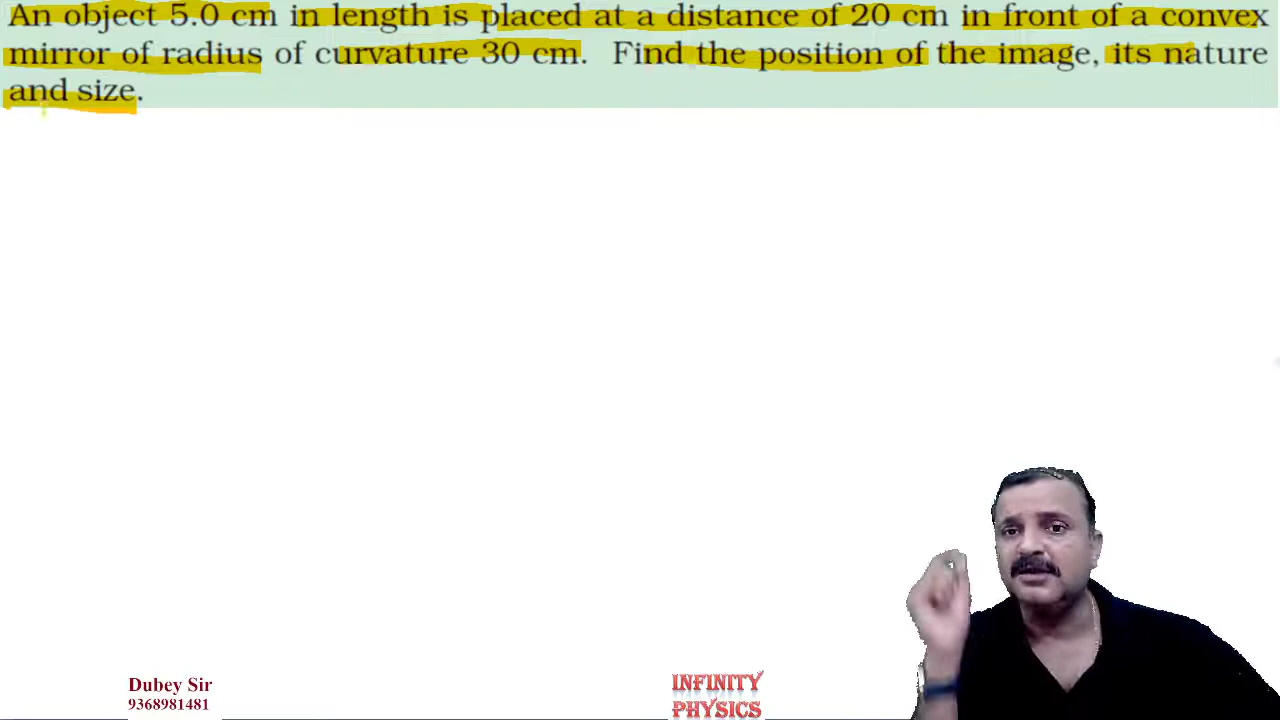 An object 5.0 cm in length is placed at a distance of 20 cm in front of a convex
mirror of radius of curvature 30 cm. Find the position of the image, its nature
and size.
Dubey Sir
9368981481
INFINITY
PHYSICS